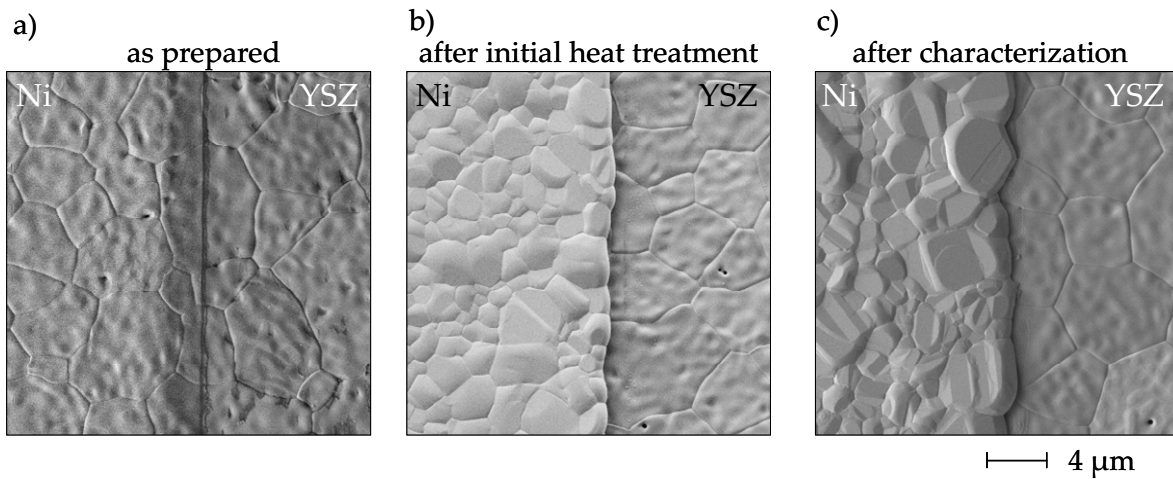 a)
as prepared
b)
after initial heat treatment
c)
after characterization
Ni
YSZ
Ni
YSZ
Ni
YSZ
4 µm